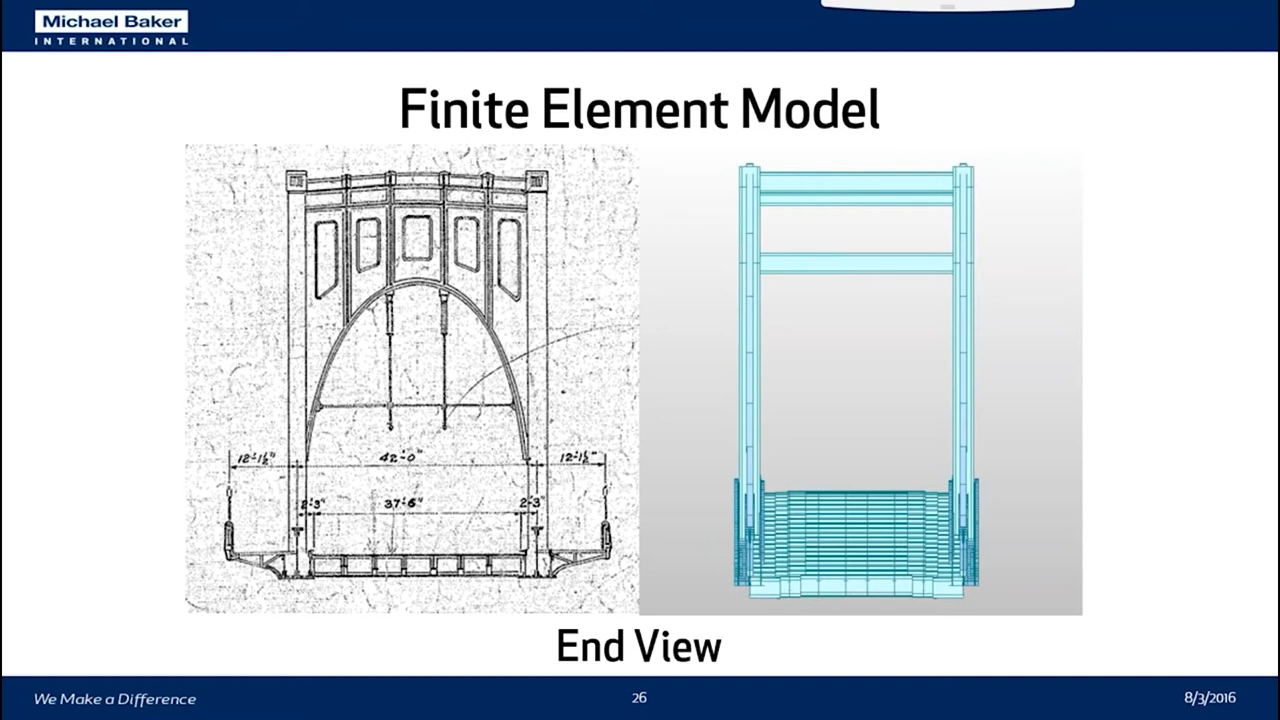 Michael Baker
INTERNATIONAL
Finite Element Model
12'-1½"
42'-0"
12'-1½"
2'-3"
37'-6"
2'-3"
End View
We Make a Difference
26
8/3/2016